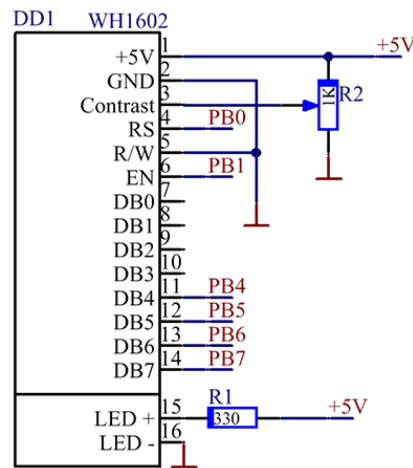 DD1 WH1602
+5V 1 +5V
GND 2
Contrast 3 1K R2
RS 4 PB0
R/W 5
EN 6 PB1
DB0 7
DB1 8
DB2 9
DB3 10
DB4 11 PB4
DB5 12 PB5
DB6 13 PB6
DB7 14 PB7
R1
LED + 15 330 +5V
LED - 16